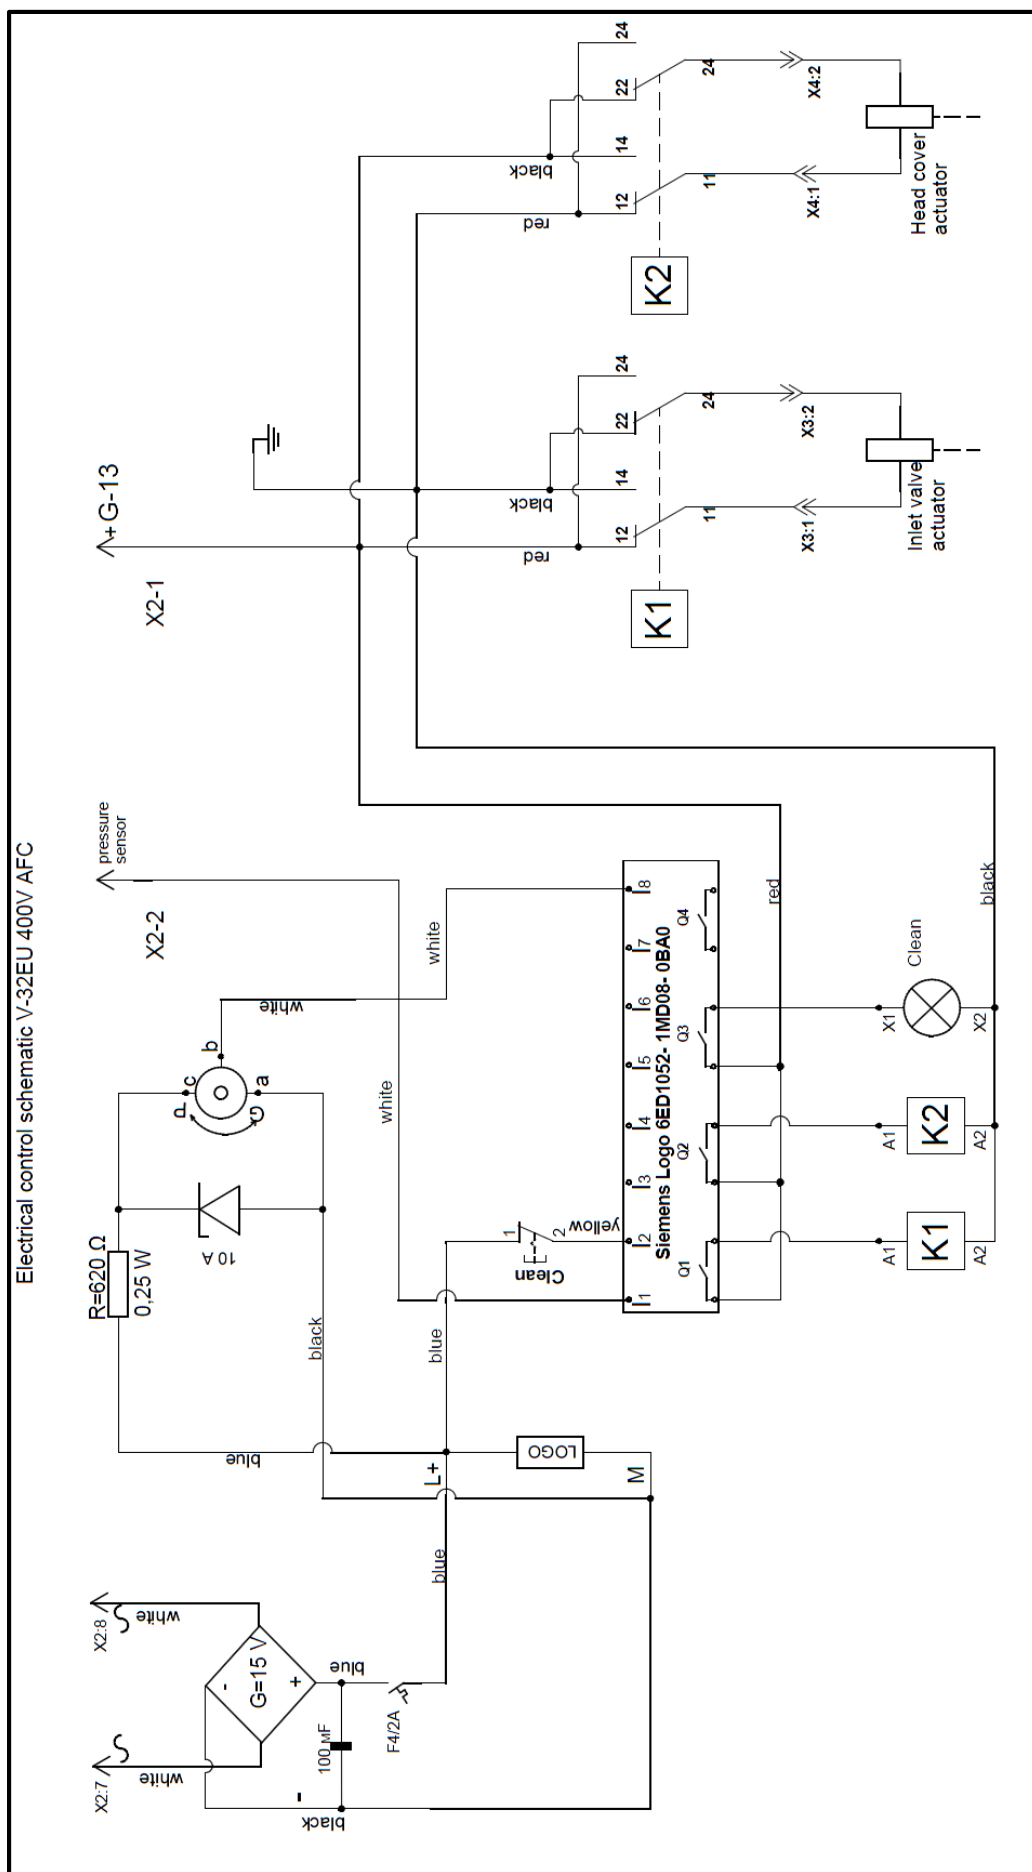 Electrical control schematic V-32EU 400V AFC
X2:7
white
X2:8
white
G=15 V
-
+
blue
100 мF
-
black
F4/2A
blue
L+
M
LOGO
blue
R=620 Ω
0,25 W
10 A
black
blue
P
G
c
b
a
white
white
white
X2-2
pressure
sensor
X2-1
+ G-13
Clean
1
2
yellow
I1
I2
I3
I4
I5
I6
I7
I8
Siemens Logo 6ED1052- 1MD08- 0BA0
Q1
Q2
Q3
Q4
red
black
A1
K1
A2
A1
K2
A2
X1
Clean
X2
red
black
12
14
22
24
K1
11
24
X3:1
X3:2
Inlet valve
actuator
red
black
12
14
22
24
K2
11
24
X4:1
X4:2
Head cover
actuator